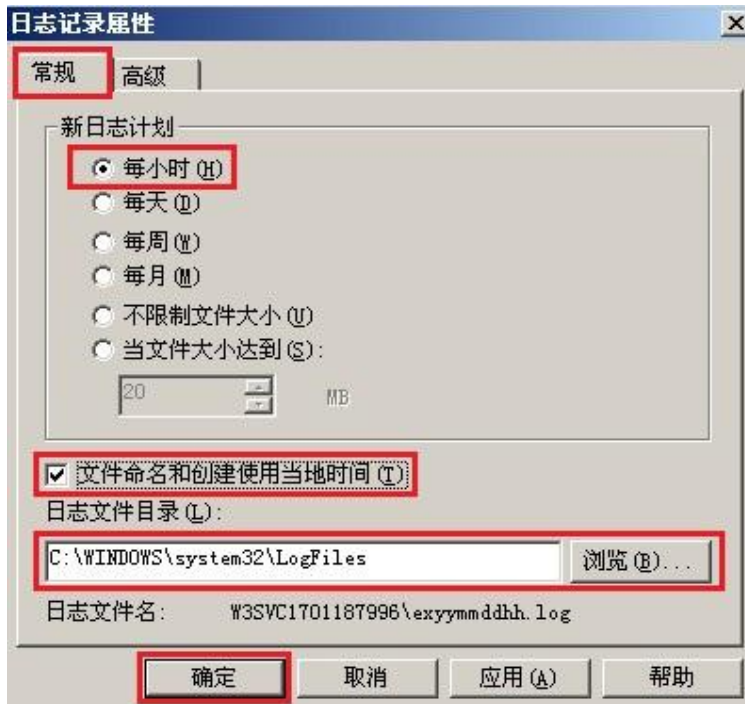 日志记录属性
常规 高级
新日志计划
每小时(H)
每天(D)
每周(W)
每月(M)
不限制文件大小(U)
当文件大小达到(S):
20 MB
文件命名和创建使用当地时间(T)
日志文件目录(L):
C:\WINDOWS\system32\LogFiles 浏览(B)...
日志文件名: W3SVC1701187996\exyymmddhh.log
确定 取消 应用(A) 帮助